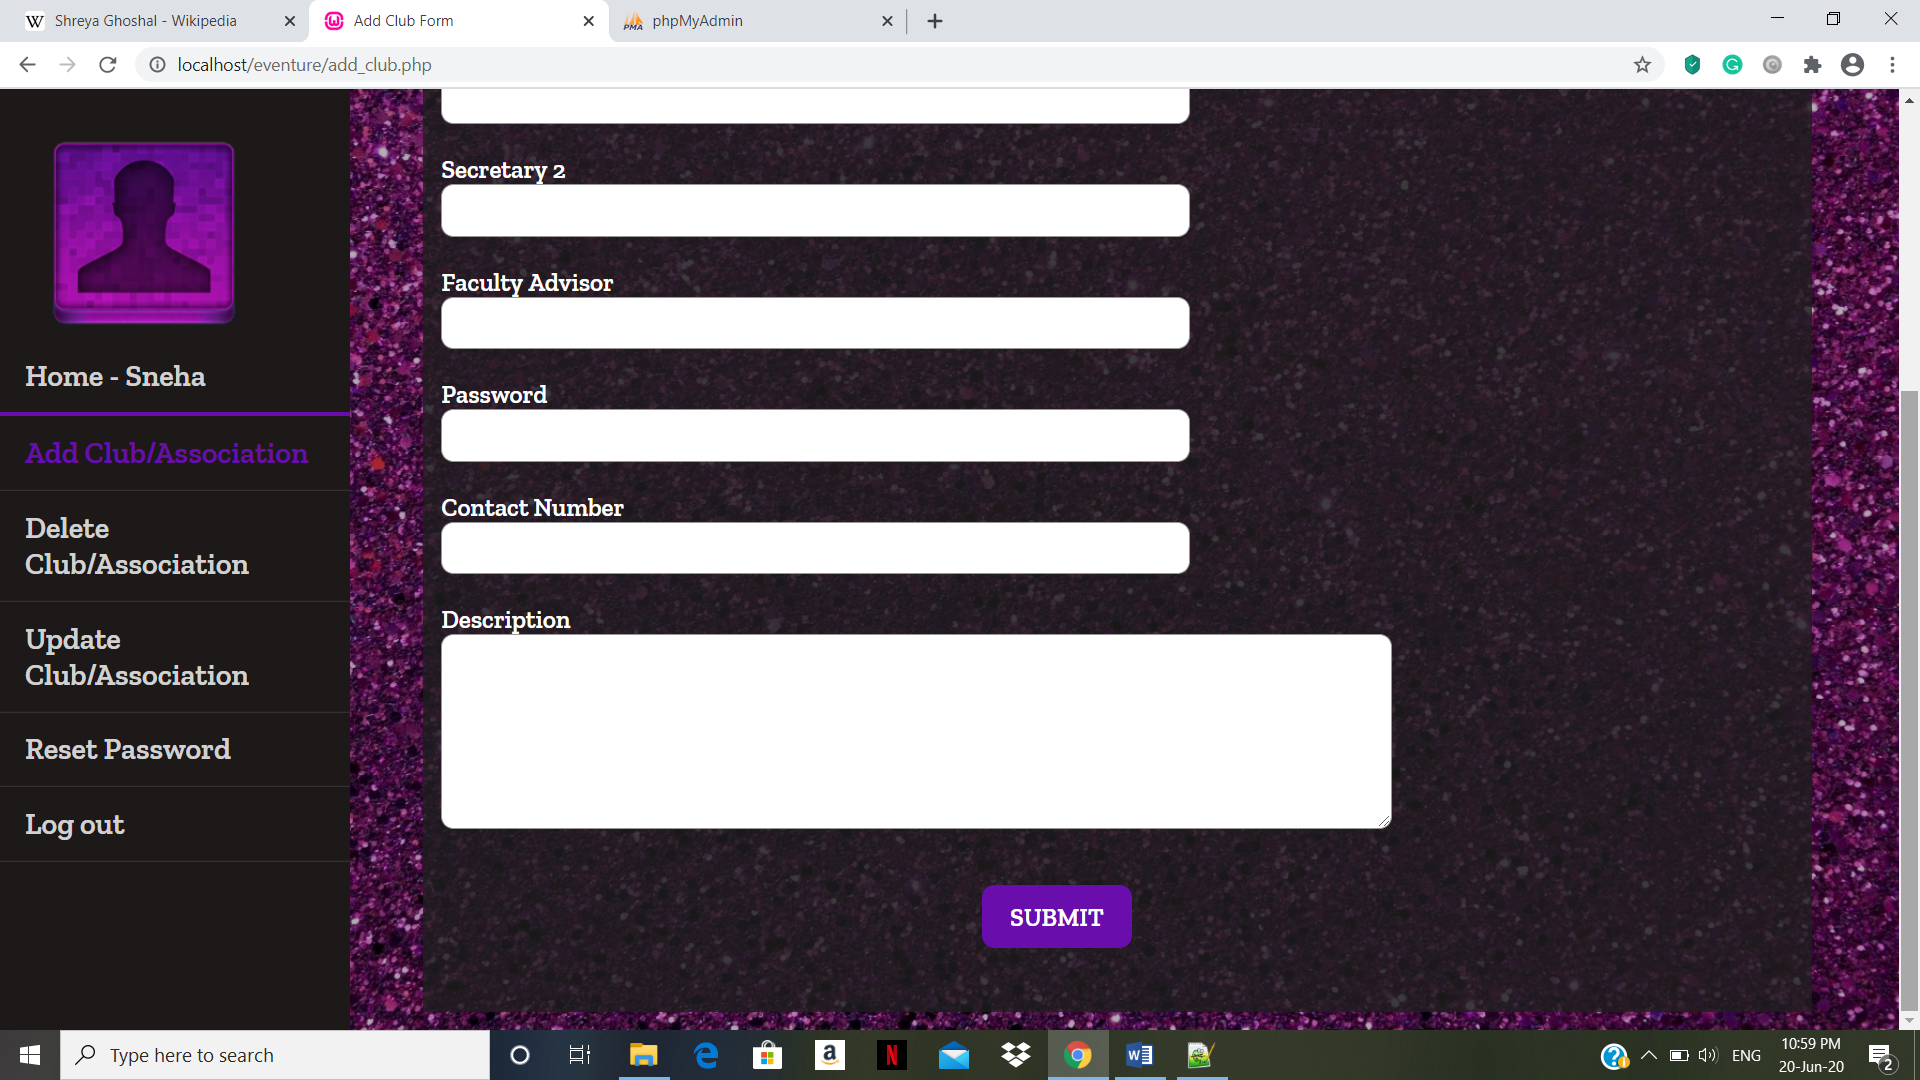 Shreya Ghoshal - Wikipedia
Add Club Form
phpMyAdmin
localhost/eventure/add_club.php
Home - Sneha
Add Club/Association
Delete
Club/Association
Update
Club/Association
Reset Password
Log out
Secretary 2
Faculty Advisor
Password
Contact Number
Description
SUBMIT
Type here to search
ENG
10:59 PM
20-Jun-20
2